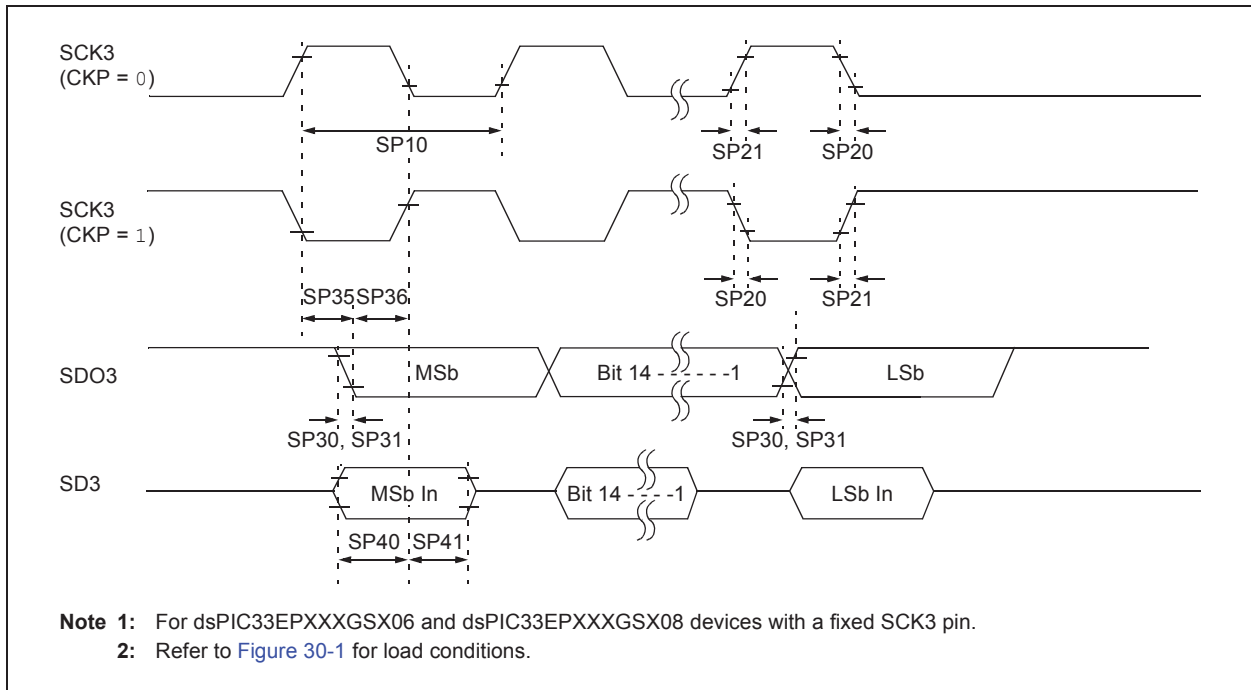 SCK3
(CKP = 0)
SP10
SP21
SP20
SCK3
(CKP = 1)
SP20
SP21
SP35
SP36
SDO3
MSb
Bit 14 - - - - - -1
LSb
SP30, SP31
SP30, SP31
SD3
MSb In
Bit 14 - - - -1
LSb In
SP40
SP41
Note 1: For dsPIC33EPXXXGSX06 and dsPIC33EPXXXGSX08 devices with a fixed SCK3 pin.
2: Refer to Figure 30-1 for load conditions.